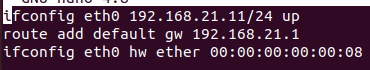 ifconfig eth0 192.168.21.11/24 up
route add default gw 192.168.21.1
ifconfig eth0 hw ether 00:00:00:00:00:08